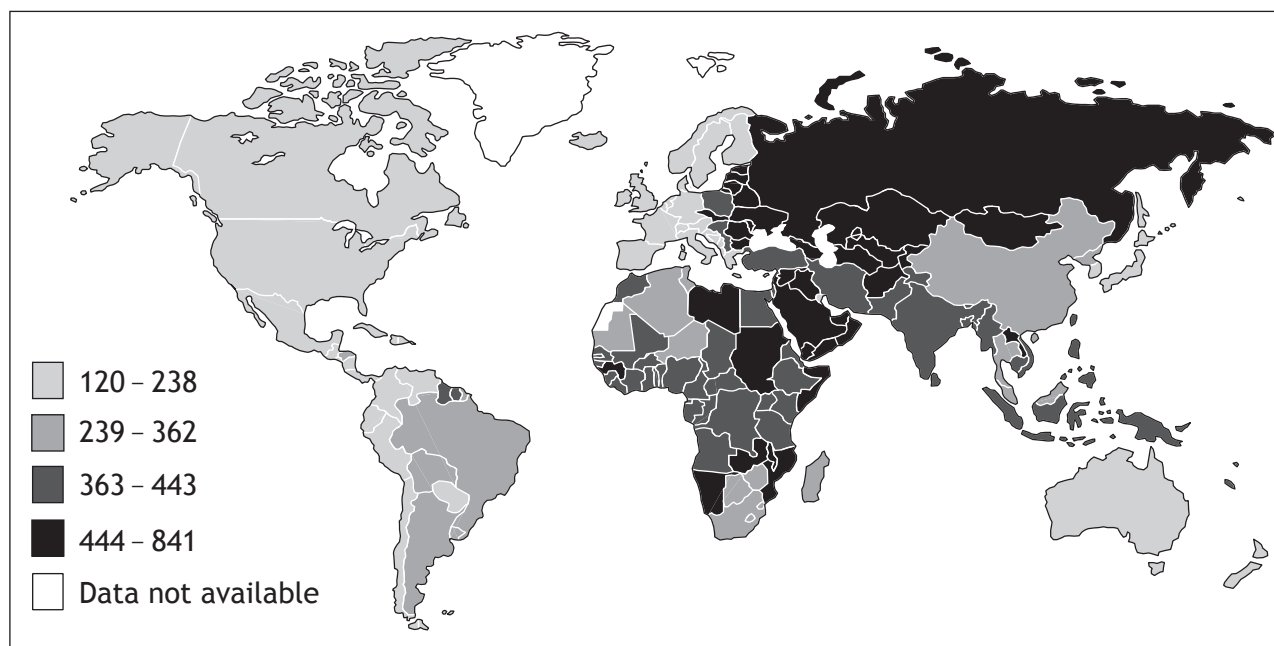 120 – 238
239 – 362
363 – 443
444 – 841
Data not available